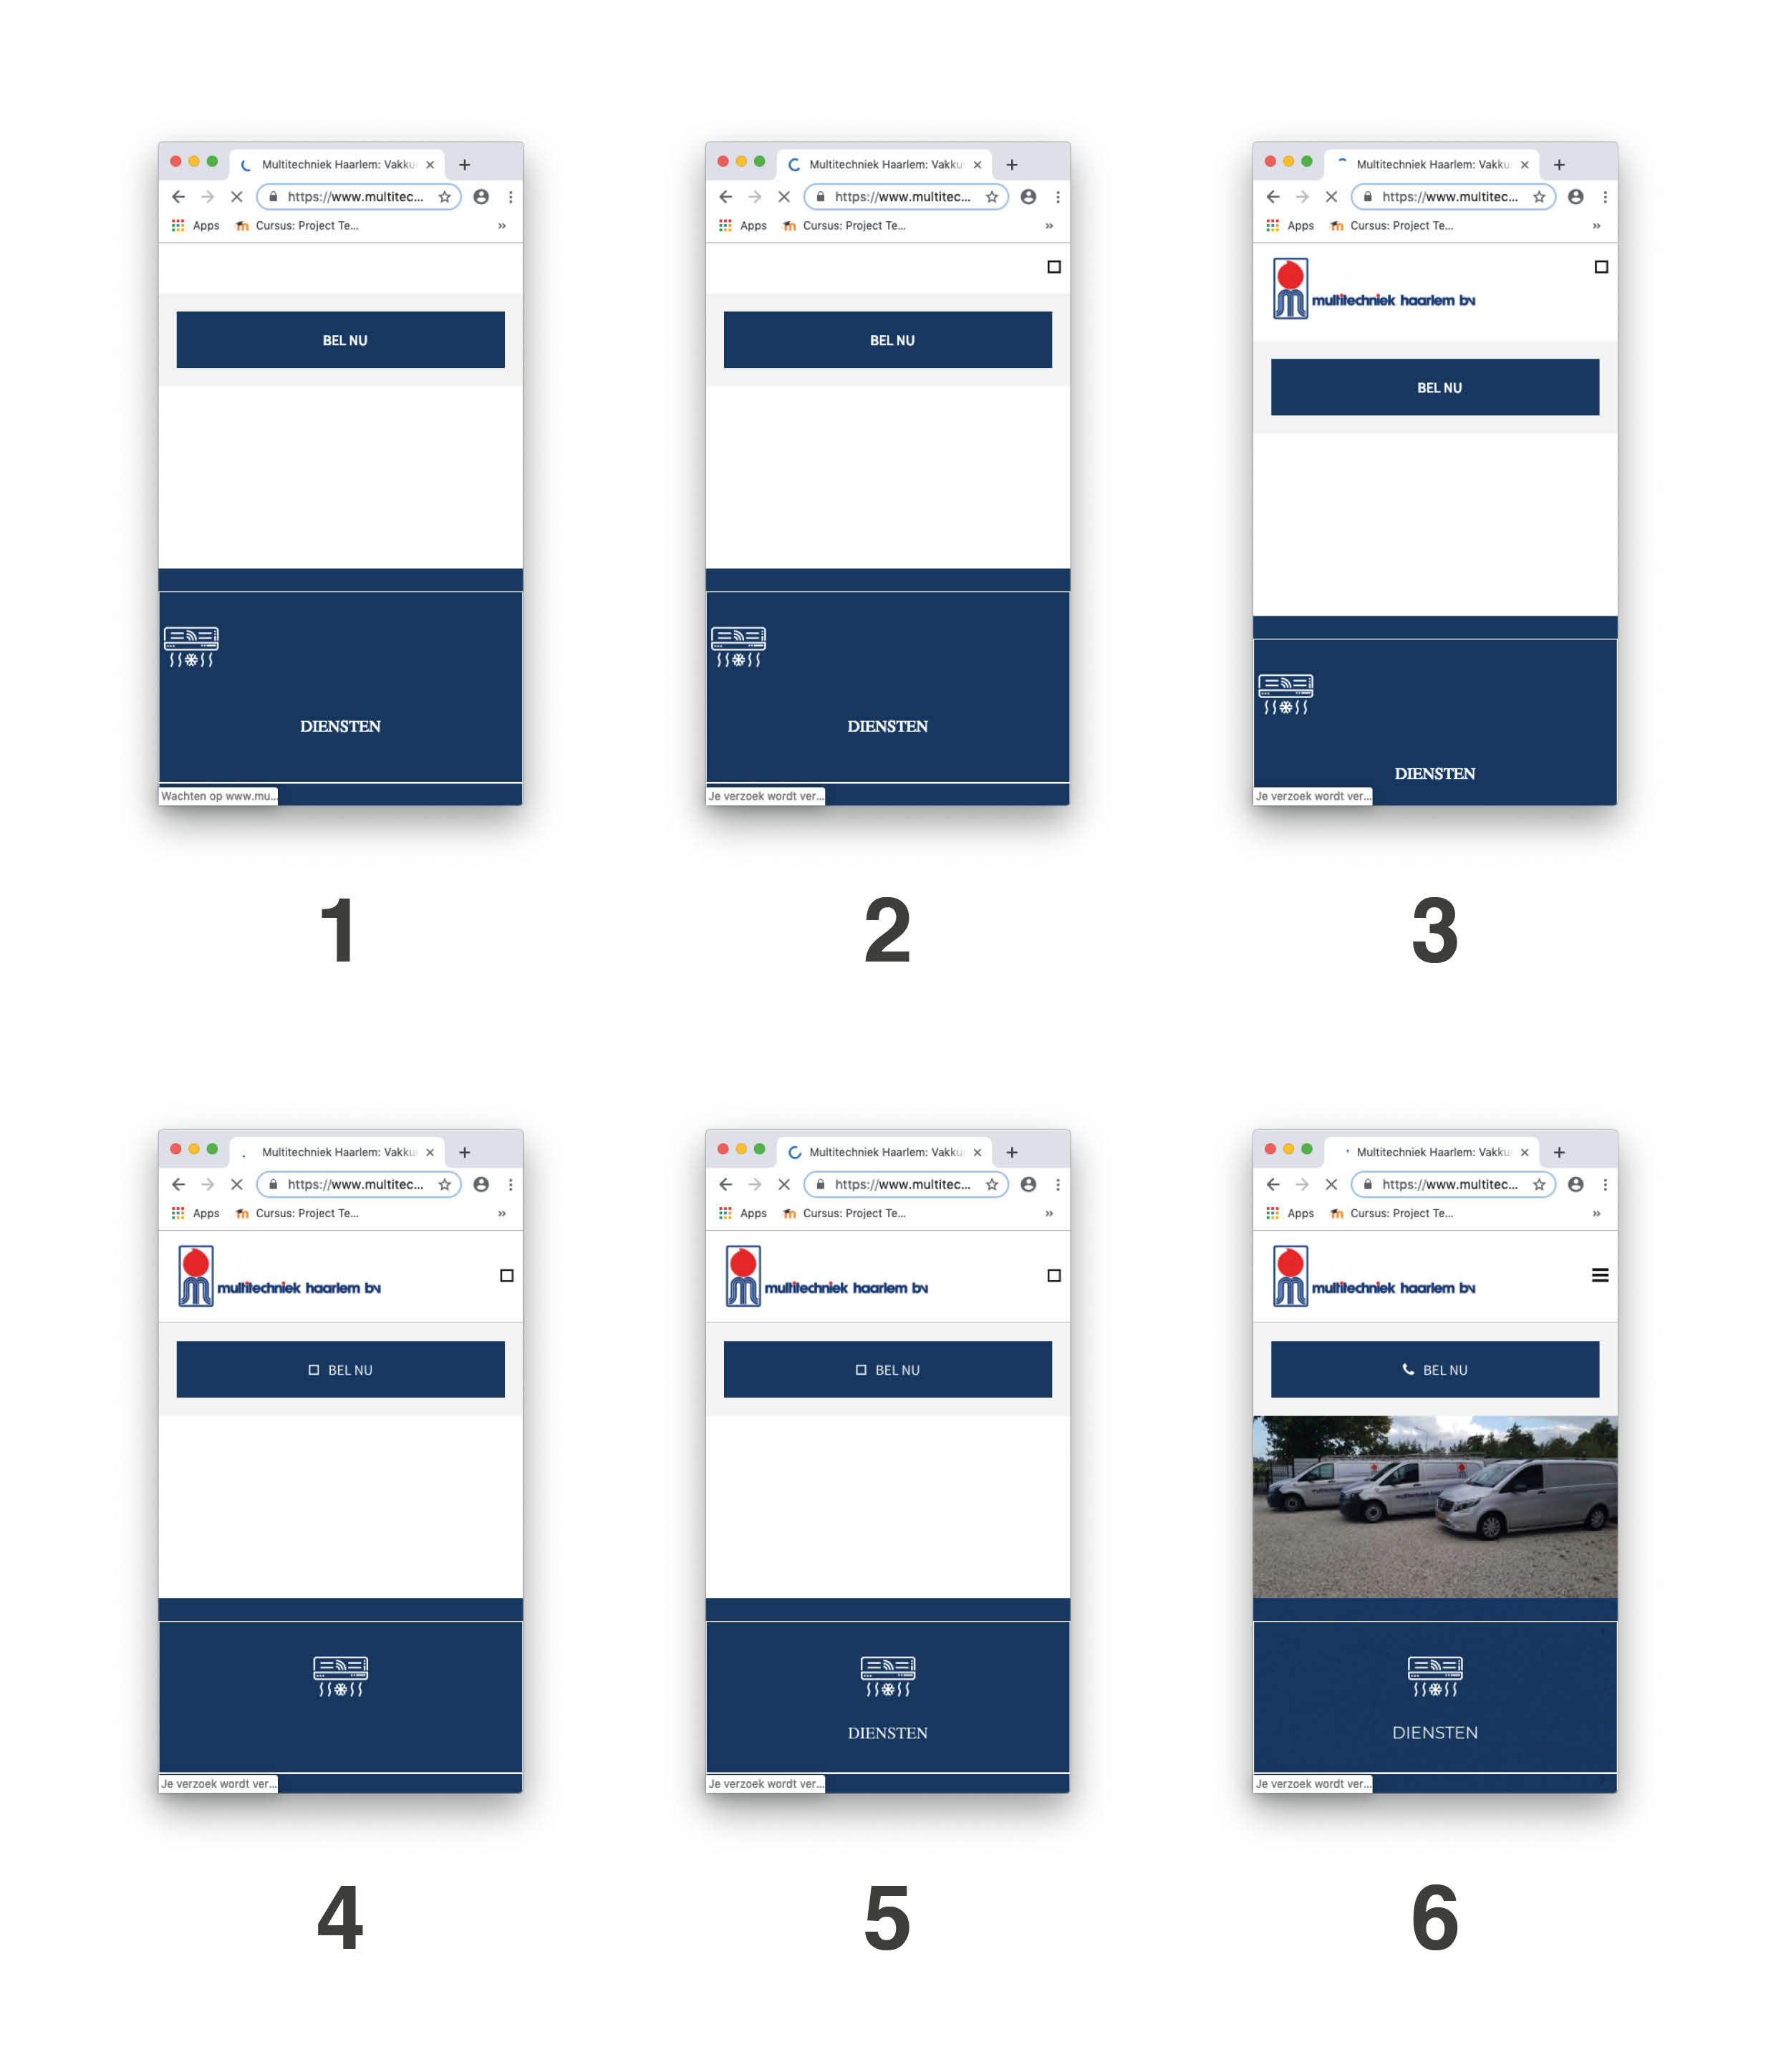 Multitechniek Haarlem: Vakku
https://www.multitec...
Apps Cursus: Project Te... »
BEL NU
DIENSTEN
Wachten op www.mu...
1
Multitechniek Haarlem: Vakku
https://www.multitec...
Apps Cursus: Project Te... »
BEL NU
DIENSTEN
Je verzoek wordt ver...
2
Multitechniek Haarlem: Vakku
https://www.multitec...
Apps Cursus: Project Te... »
multitechniek haarlem bv
BEL NU
DIENSTEN
Je verzoek wordt ver...
3
Multitechniek Haarlem: Vakku
https://www.multitec...
Apps Cursus: Project Te... »
multitechniek haarlem bv
BEL NU
Je verzoek wordt ver...
4
Multitechniek Haarlem: Vakku
https://www.multitec...
Apps Cursus: Project Te... »
multitechniek haarlem bv
BEL NU
DIENSTEN
Je verzoek wordt ver...
5
Multitechniek Haarlem: Vakku
https://www.multitec...
Apps Cursus: Project Te... »
multitechniek haarlem bv
BEL NU
DIENSTEN
Je verzoek wordt ver...
6